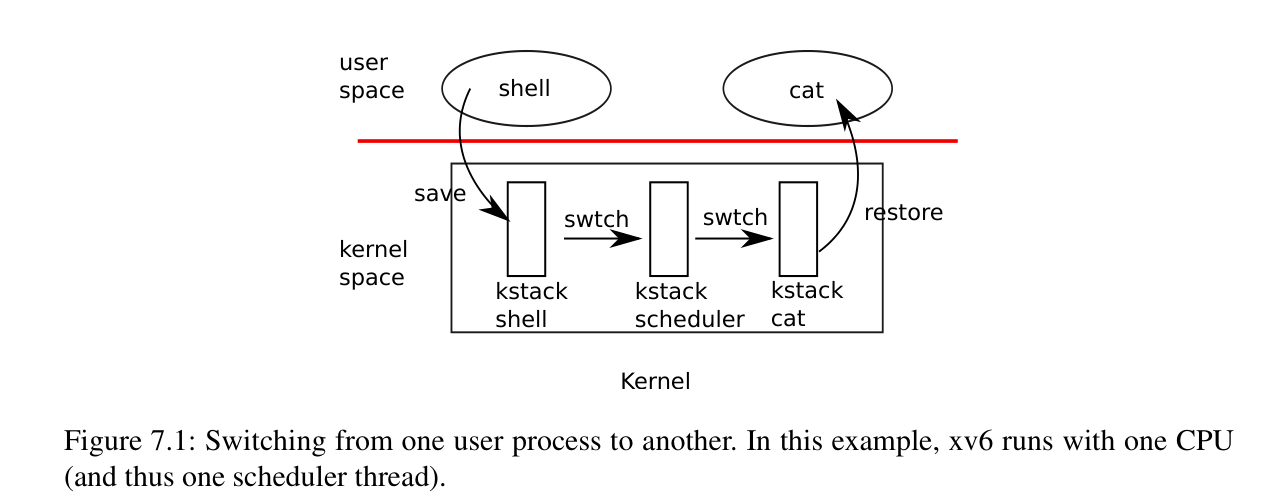 user
space
shell
cat
save
swtch
swtch
restore
kernel
space
kstack
shell
kstack
scheduler
kstack
cat
Kernel
Figure 7.1: Switching from one user process to another. In this example, xv6 runs with one CPU
(and thus one scheduler thread).